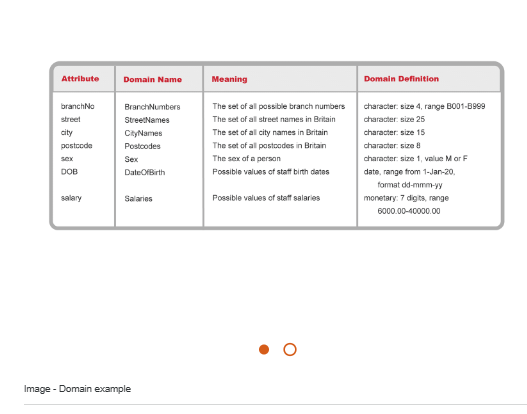 Attribute Domain Name Meaning Domain Definition
branchNo BranchNumbers The set of all possible branch numbers character: size 4, range B001-B999
street StreetNames The set of all street names in Britain character: size 25
city CityNames The set of all city names in Britain character: size 15
postcode Postcodes The set of all postcodes in Britain character: size 8
sex Sex The sex of a person character: size 1, value M or F
DOB DateOfBirth Possible values of staff birth dates date, range from 1-Jan-20,
format dd-mmm-yy
salary Salaries Possible values of staff salaries monetary: 7 digits, range
6000.00-40000.00
Image - Domain example